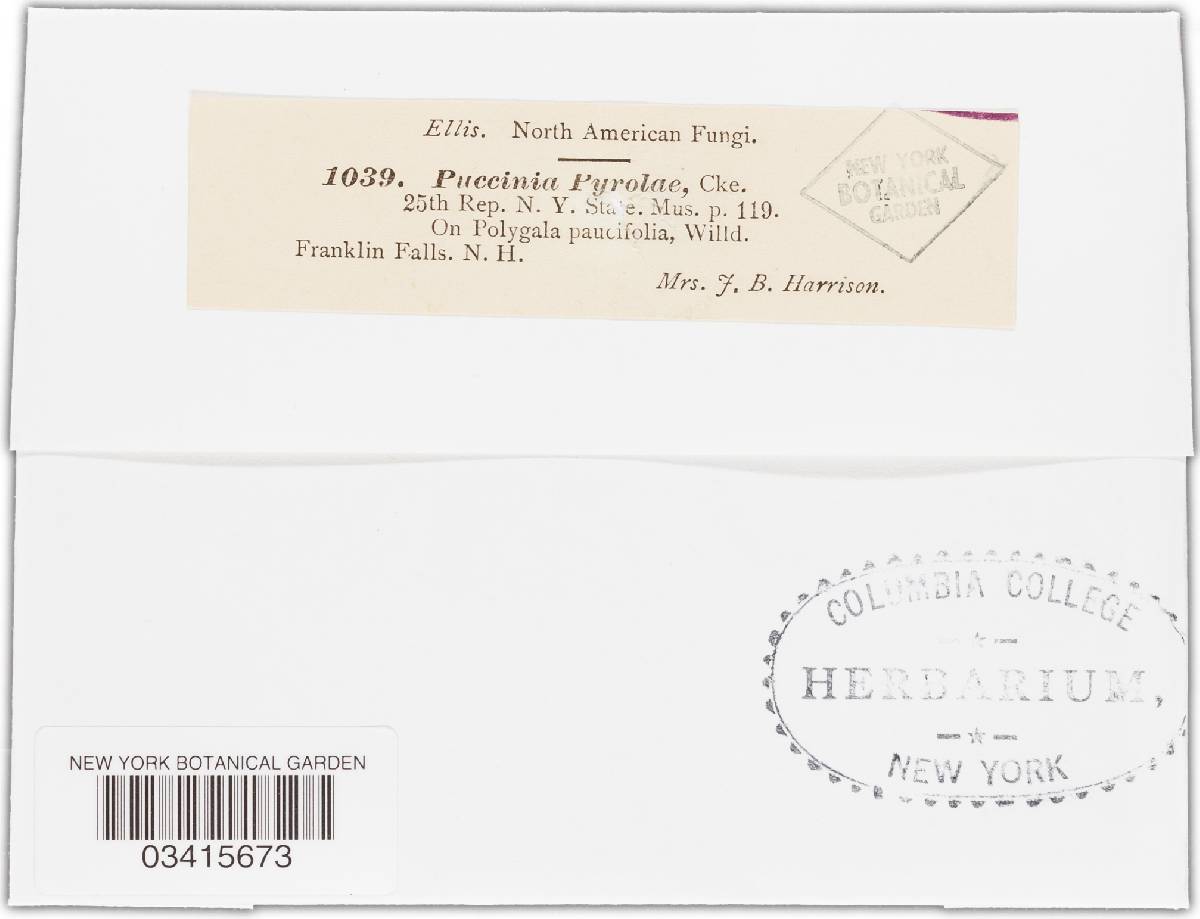 Ellis. North American Fungi.
1039. Puccinia Pyrolae, Cke.
25th Rep. N. Y. State. Mus. p. 119.
On Polygala paucifolia, Willd.
Franklin Falls. N. H.
Mrs. J. B. Harrison.
NEW YORK
BOTANICAL
GARDEN
COLUMBIA COLLEGE
HERBARIUM,
NEW YORK
NEW YORK BOTANICAL GARDEN
03415673